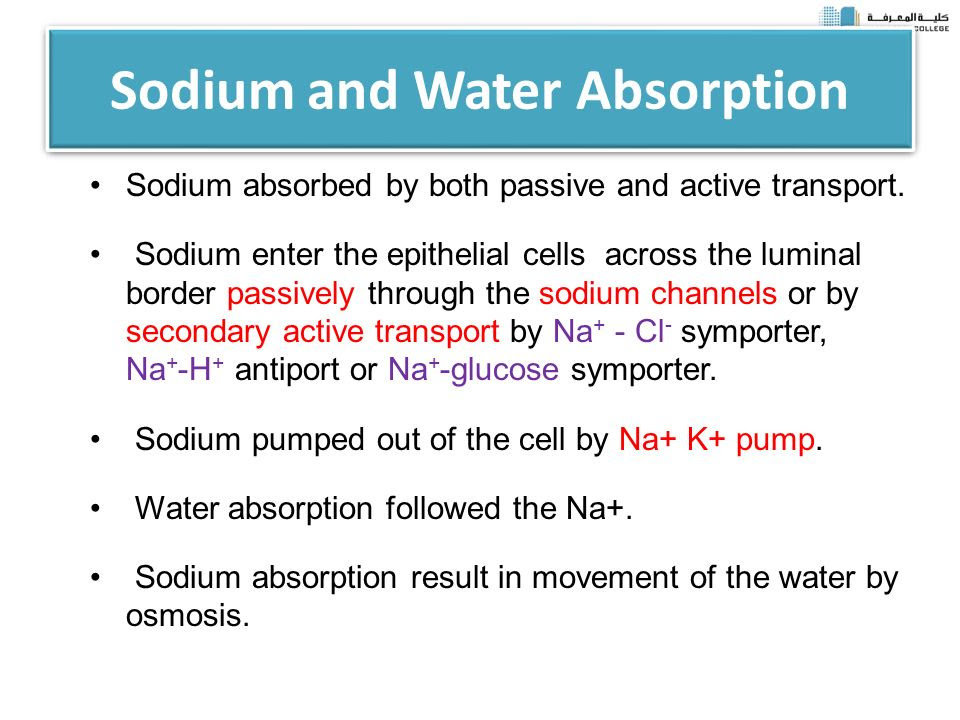 كلية المعرفة
COLLEGE
Sodium and Water Absorption
• Sodium absorbed by both passive and active transport.
• Sodium enter the epithelial cells across the luminal
border passively through the sodium channels or by
secondary active transport by Na⁺ - Cl⁻ symporter,
Na⁺-H⁺ antiport or Na⁺-glucose symporter.
• Sodium pumped out of the cell by Na+ K+ pump.
• Water absorption followed the Na+.
• Sodium absorption result in movement of the water by
osmosis.